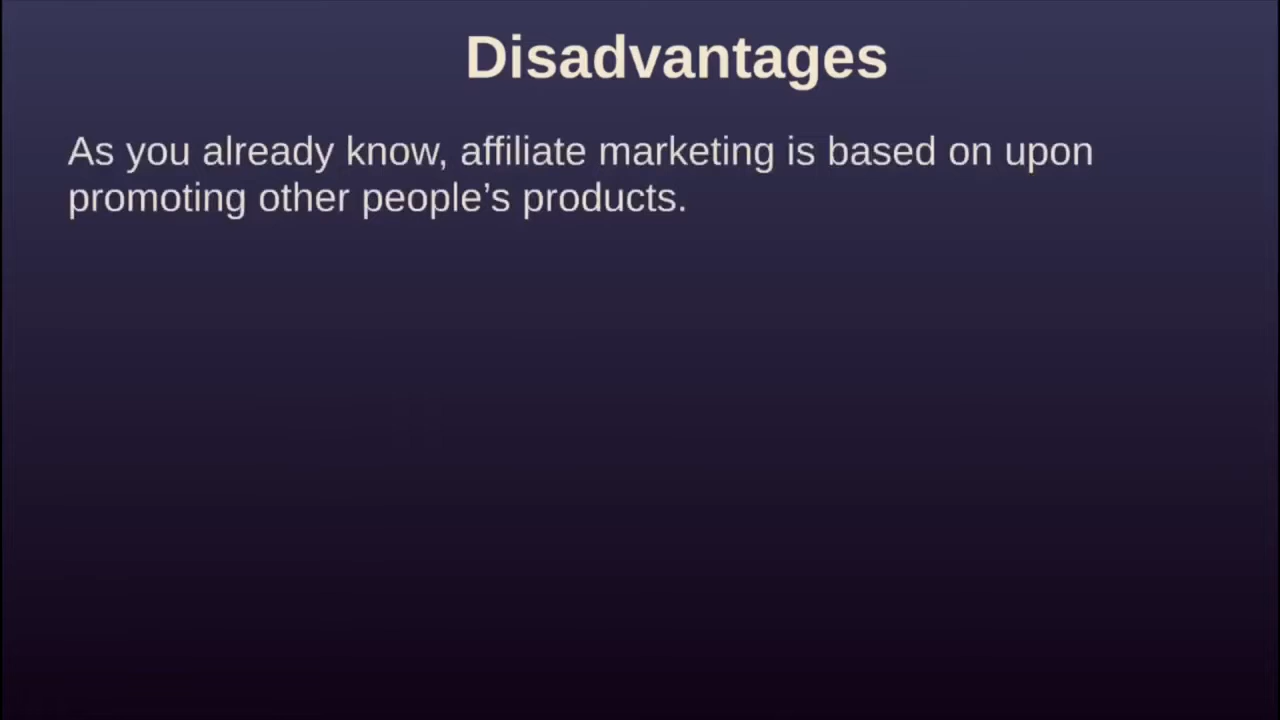 Disadvantages
As you already know, affiliate marketing is based on upon
promoting other people’s products.